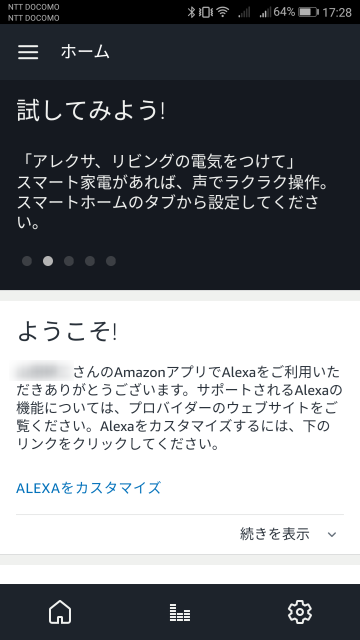 NTT DOCOMO
NTT DOCOMO
64% 17:28
ホーム
試してみよう!
「アレクサ、リビングの電気をつけて」
スマート家電があれば、声でラクラク操作。
スマートホームのタブから設定してくださ
い。
ようこそ!
さんのAmazonアプリでAlexaをご利用いた
だきありがとうございます。サポートされるAlexaの
機能については、プロバイダーのウェブサイトをご
覧ください。Alexaをカスタマイズするには、下の
リンクをクリックしてください。
ALEXAをカスタマイズ
続きを表示